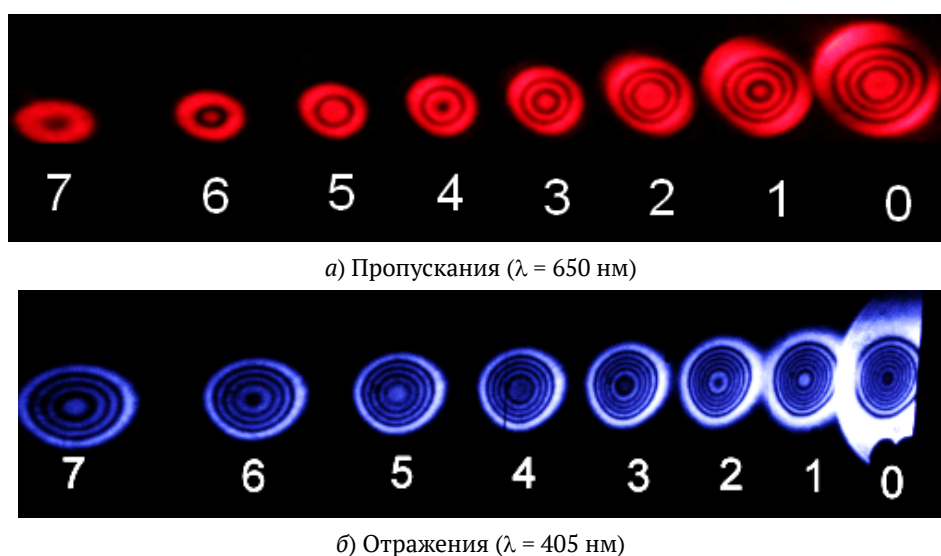 7 6 5 4 3 2 1 0
а) Пропускания (λ = 650 нм)
7 6 5 4 3 2 1 0
б) Отражения (λ = 405 нм)